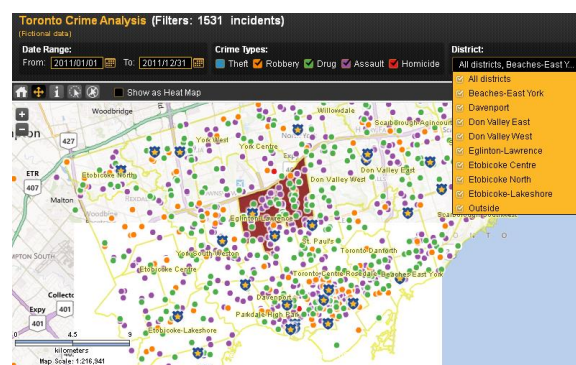 Toronto Crime Analysis (Filters: 1531 incidents)
(Fictional data)
Date Range:
From: 2011/01/01 To: 2011/12/31
Crime Types:
Theft Robbery Drug Assault Homicide
District:
All districts, Beaches-East Y...
All districts
Beaches-East York
Davenport
Don Valley East
Don Valley West
Eglinton-Lawrence
Etobicoke Centre
Etobicoke North
Etobicoke-Lakeshore
Outside
Show as Heat Map
Woodbridge
Willowdale
Scarborough-Agincourt
427
York West
York Centre
ETR
407
Etobicoke North
Malton
Don Valley East
Don Valley West
Eglinton-Lawrence
St. Paul's
York South-Weston
Toronto-Danforth
Etobicoke Centre
Toronto Centre-Rosedale
Beaches-East York
Davenport
Parkdale-High Park
Expy
401
401
Etobicoke-Lakeshore
0 4.5 9
kilometers
Map Scale: 1:216,941